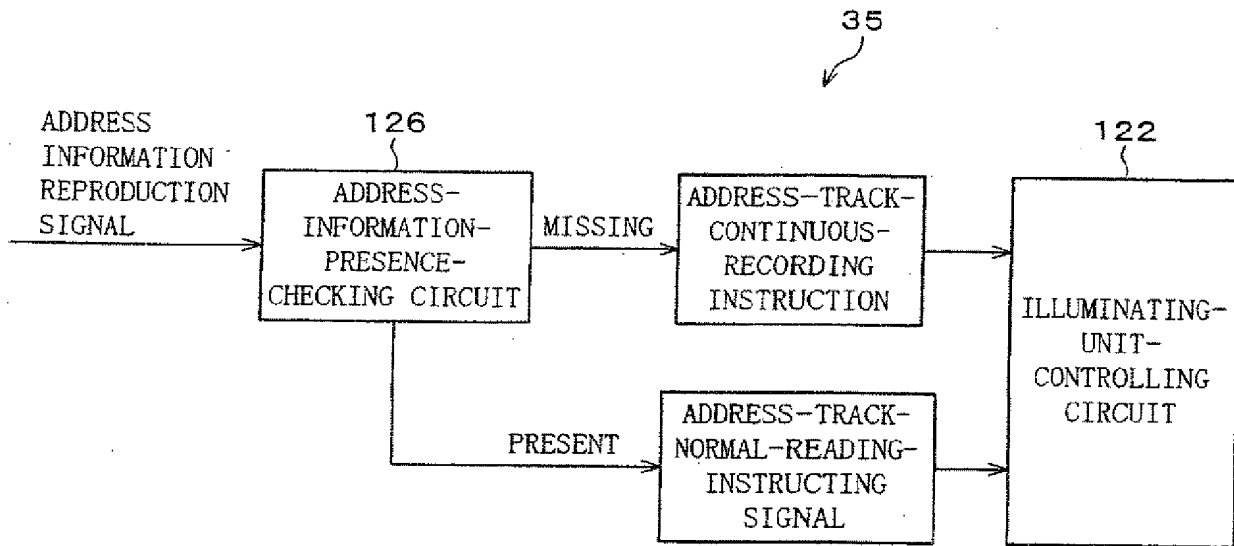 35
ADDRESS
INFORMATION
REPRODUCTION
SIGNAL
126
ADDRESS-
INFORMATION-
PRESENCE-
CHECKING CIRCUIT
MISSING
ADDRESS-TRACK-
CONTINUOUS-
RECORDING
INSTRUCTION
122
ILLUMINATING-
UNIT-
CONTROLLING
CIRCUIT
PRESENT
ADDRESS-TRACK-
NORMAL-READING-
INSTRUCTING
SIGNAL